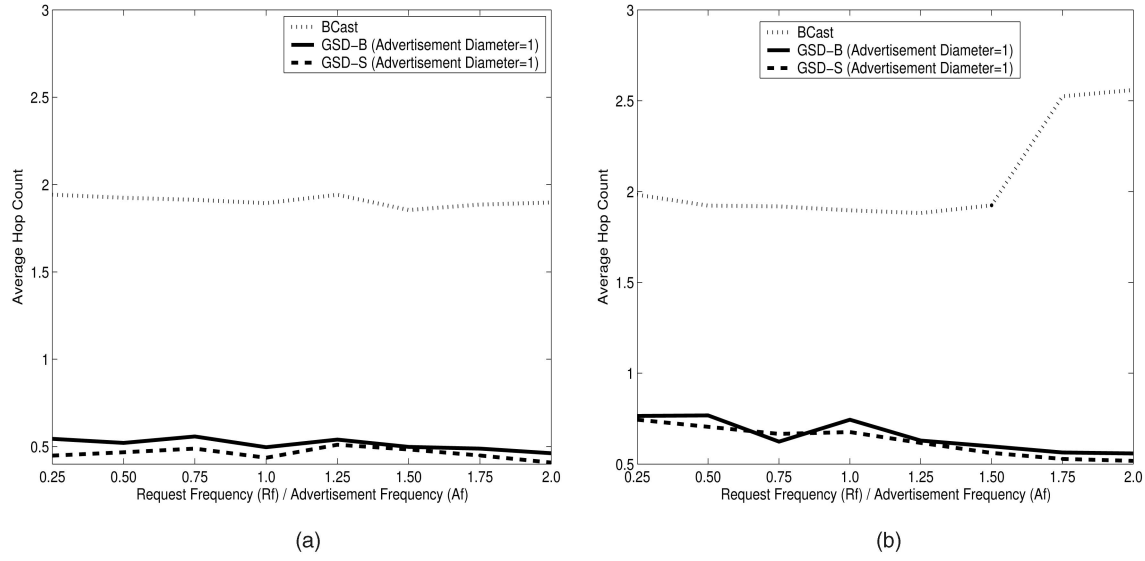 3
2.5
2
1.5
1
0.5
Average Hop Count
BCast
GSD-B (Advertisement Diameter=1)
GSD-S (Advertisement Diameter=1)
0.25 0.50 0.75 1.0 1.25 1.50 1.75 2.0
Request Frequency (Rf) / Advertisement Frequency (Af)
(a)
3
2.5
2
1.5
1
0.5
Average Hop Count
BCast
GSD-B (Advertisement Diameter=1)
GSD-S (Advertisement Diameter=1)
0.25 0.50 0.75 1.0 1.25 1.50 1.75 2.0
Request Frequency (Rf) / Advertisement Frequency (Af)
(b)